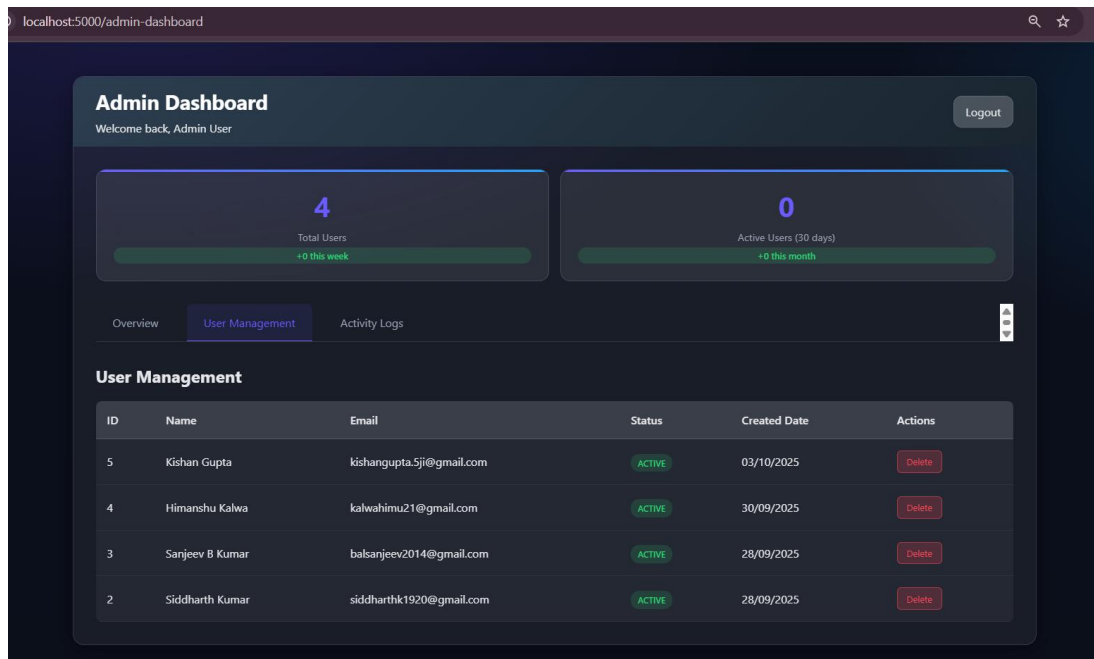 localhost:5000/admin-dashboard
Admin Dashboard
Welcome back, Admin User
Logout
4
Total Users
+0 this week
0
Active Users (30 days)
+0 this month
Overview User Management Activity Logs
User Management
ID Name Email Status Created Date Actions
5 Kishan Gupta kishangupta.5ji@gmail.com ACTIVE 03/10/2025 Delete
4 Himanshu Kalwa kalwahimu21@gmail.com ACTIVE 30/09/2025 Delete
3 Sanjeev B Kumar balsanjeev2014@gmail.com ACTIVE 28/09/2025 Delete
2 Siddharth Kumar siddharthk1920@gmail.com ACTIVE 28/09/2025 Delete